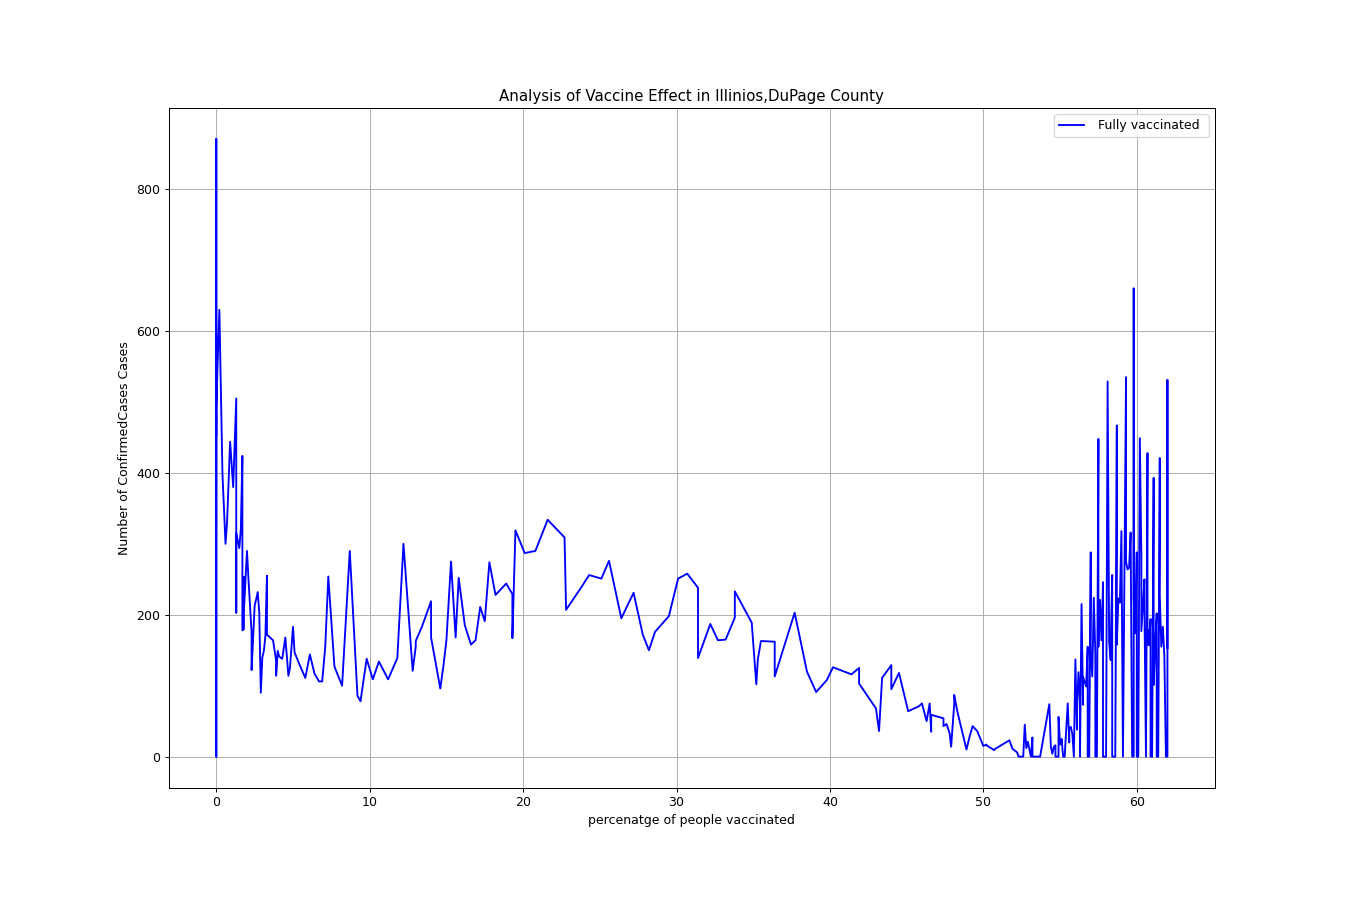 Analysis of Vaccine Effect in Illinios,DuPage County
Fully vaccinated
Number of ConfirmedCases Cases
800
600
400
200
0
0 10 20 30 40 50 60
percenatge of people vaccinated